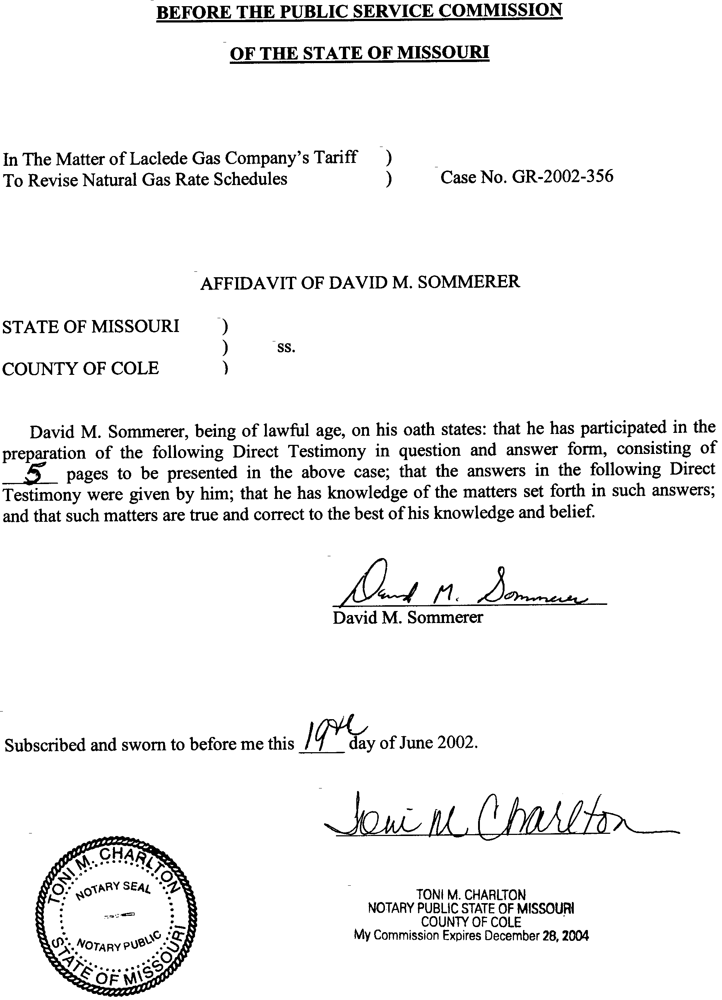 BEFORE THE PUBLIC SERVICE COMMISSION
OF THE STATE OF MISSOURI
In The Matter of Laclede Gas Company's Tariff )
To Revise Natural Gas Rate Schedules ) Case No. GR-2002-356
AFFIDAVIT OF DAVID M. SOMMERER
STATE OF MISSOURI )
) ss.
COUNTY OF COLE )
David M. Sommerer, being of lawful age, on his oath states: that he has participated in the
preparation of the following Direct Testimony in question and answer form, consisting of
5 pages to be presented in the above case; that the answers in the following Direct
Testimony were given by him; that he has knowledge of the matters set forth in such answers;
and that such matters are true and correct to the best of his knowledge and belief.
David M. Sommerer
David M. Sommerer
Subscribed and sworn to before me this 19th day of June 2002.
Toni M. Charlton
TONI M. CHARLTON
NOTARY SEAL
NOTARY PUBLIC
STATE OF MISSOURI
TONI M. CHARLTON
NOTARY PUBLIC STATE OF MISSOURI
COUNTY OF COLE
My Commission Expires December 28, 2004